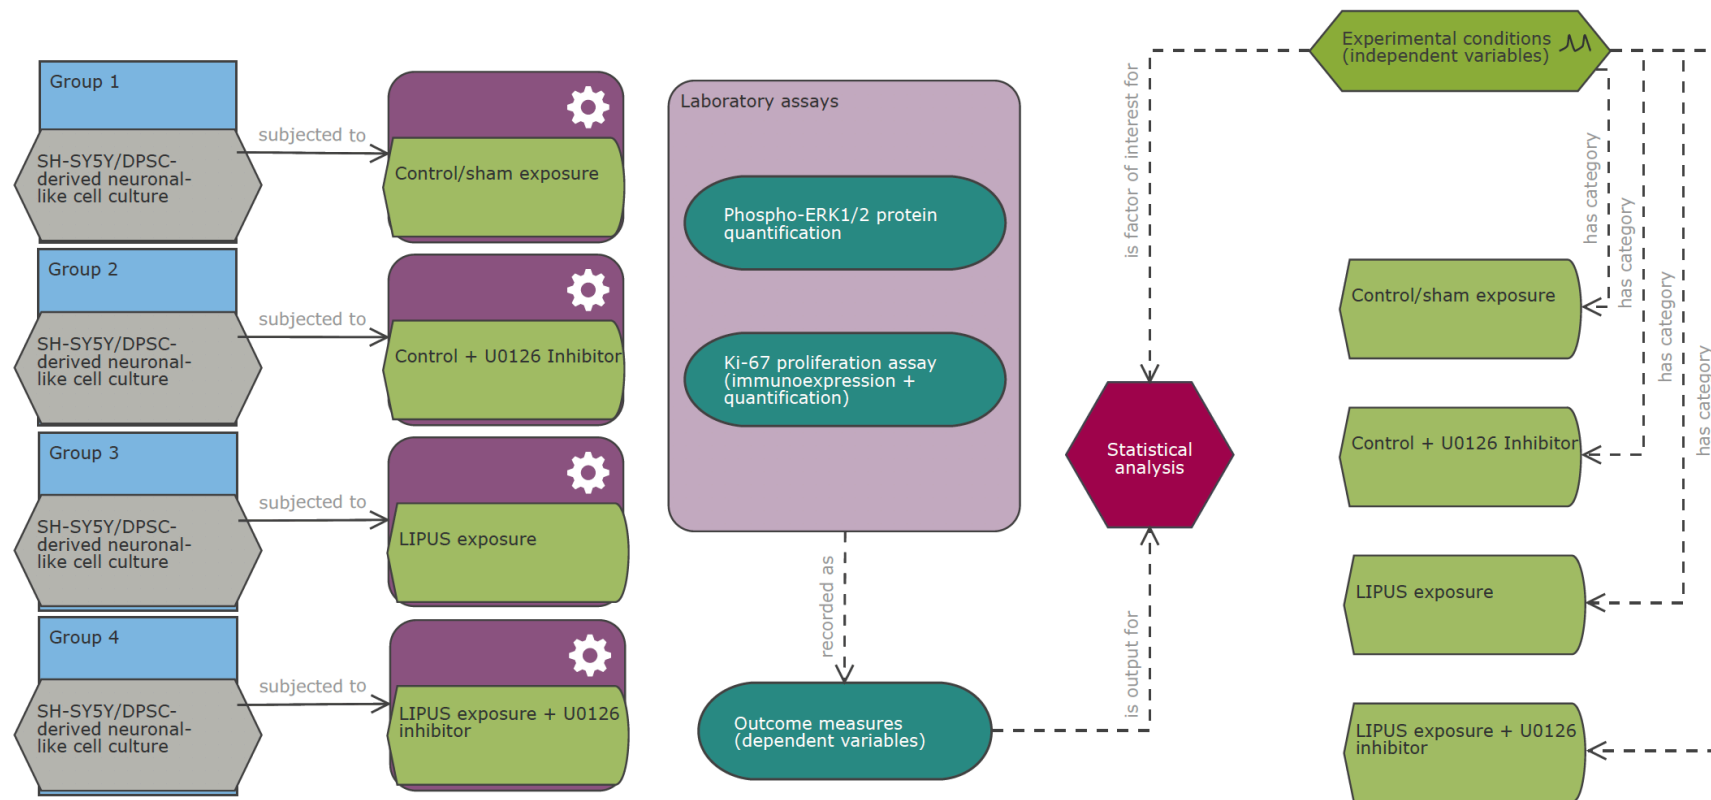 Group 1
SH-SY5Y/DPSC-
derived neuronal-
like cell culture
subjected to
Control/sham exposure
Group 2
SH-SY5Y/DPSC-
derived neuronal-
like cell culture
subjected to
Control + U0126 Inhibitor
Group 3
SH-SY5Y/DPSC-
derived neuronal-
like cell culture
subjected to
LIPUS exposure
Group 4
SH-SY5Y/DPSC-
derived neuronal-
like cell culture
subjected to
LIPUS exposure + U0126
inhibitor
Laboratory assays
Phospho-ERK1/2 protein
quantification
Ki-67 proliferation assay
(immunoexpression +
quantification)
recorded as
Outcome measures
(dependent variables)
is output for
Statistical
analysis
is factor of interest for
Experimental conditions
(independent variables)
has category
has category
has category
has category
Control/sham exposure
Control + U0126 Inhibitor
LIPUS exposure
LIPUS exposure + U0126
inhibitor